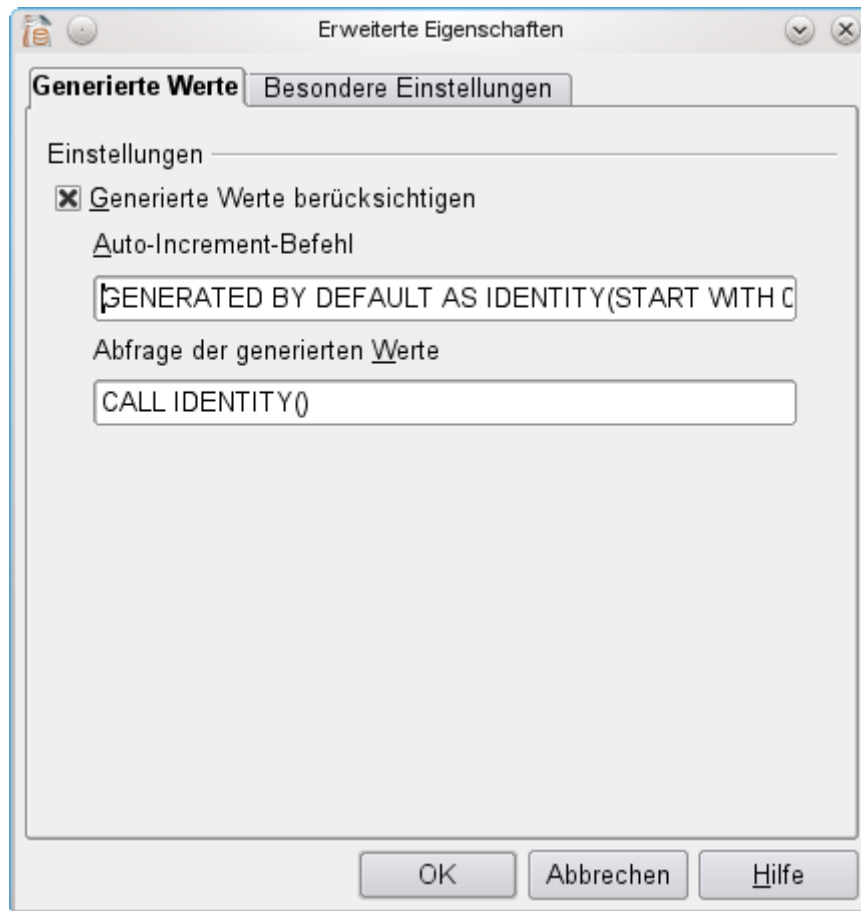 Erweiterte Eigenschaften
Generierte Werte Besondere Einstellungen
Einstellungen
Generierte Werte berücksichtigen
Auto-Increment-Befehl
GENERATED BY DEFAULT AS IDENTITY(START WITH
Abfrage der generierten Werte
CALL IDENTITY()
OK Abbrechen Hilfe